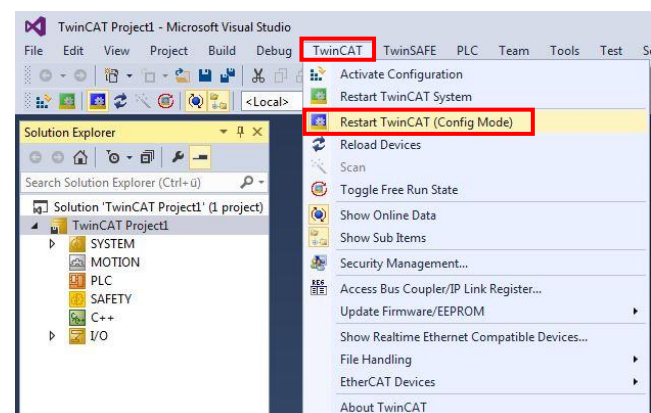 TwinCAT Project1 - Microsoft Visual Studio
File Edit View Project Build Debug TwinCAT TwinSAFE PLC Team Tools Test
<Local>
Solution Explorer
Search Solution Explorer (Ctrl+ü)
Solution 'TwinCAT Project1' (1 project)
TwinCAT Project1
SYSTEM
MOTION
PLC
SAFETY
C++
I/O
Activate Configuration
Restart TwinCAT System
Restart TwinCAT (Config Mode)
Reload Devices
Scan
Toggle Free Run State
Show Online Data
Show Sub Items
Security Management...
Access Bus Coupler/IP Link Register...
Update Firmware/EEPROM
Show Realtime Ethernet Compatible Devices...
File Handling
EtherCAT Devices
About TwinCAT